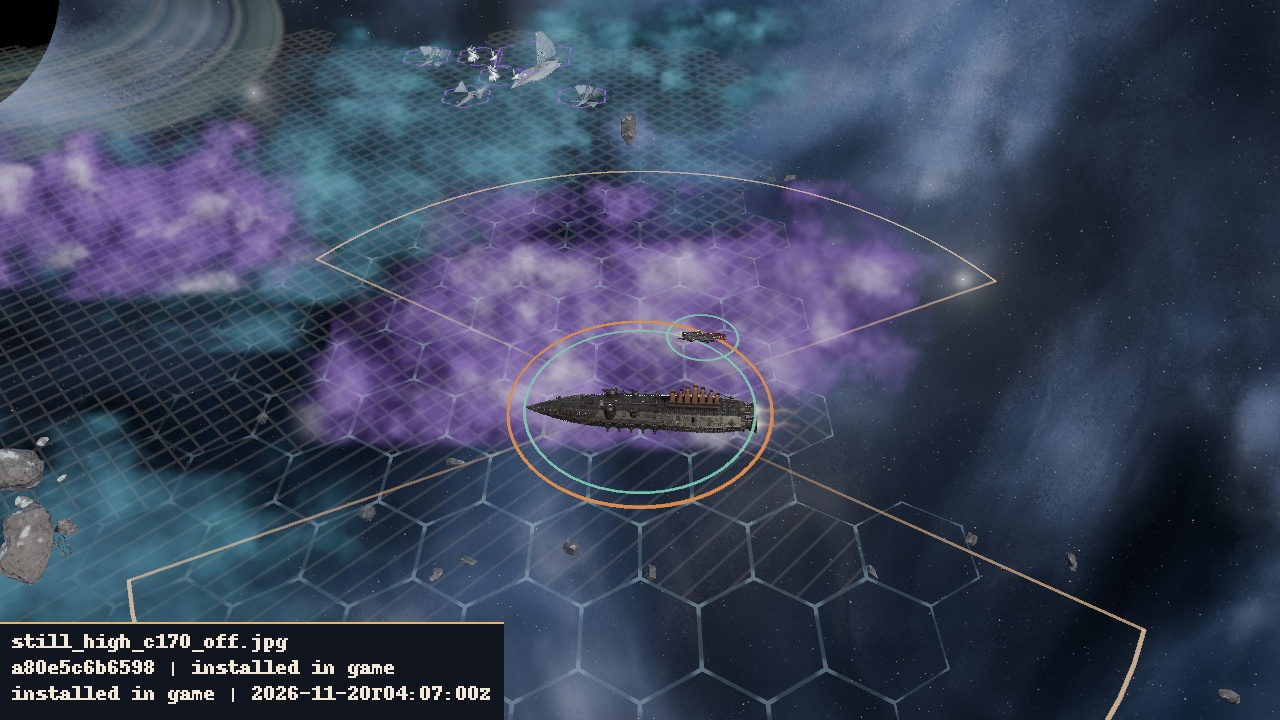 still_high_c170_off.jpg
a80e5c6b6598 | installed in game
installed in game | 2026-11-20T04:07:00z